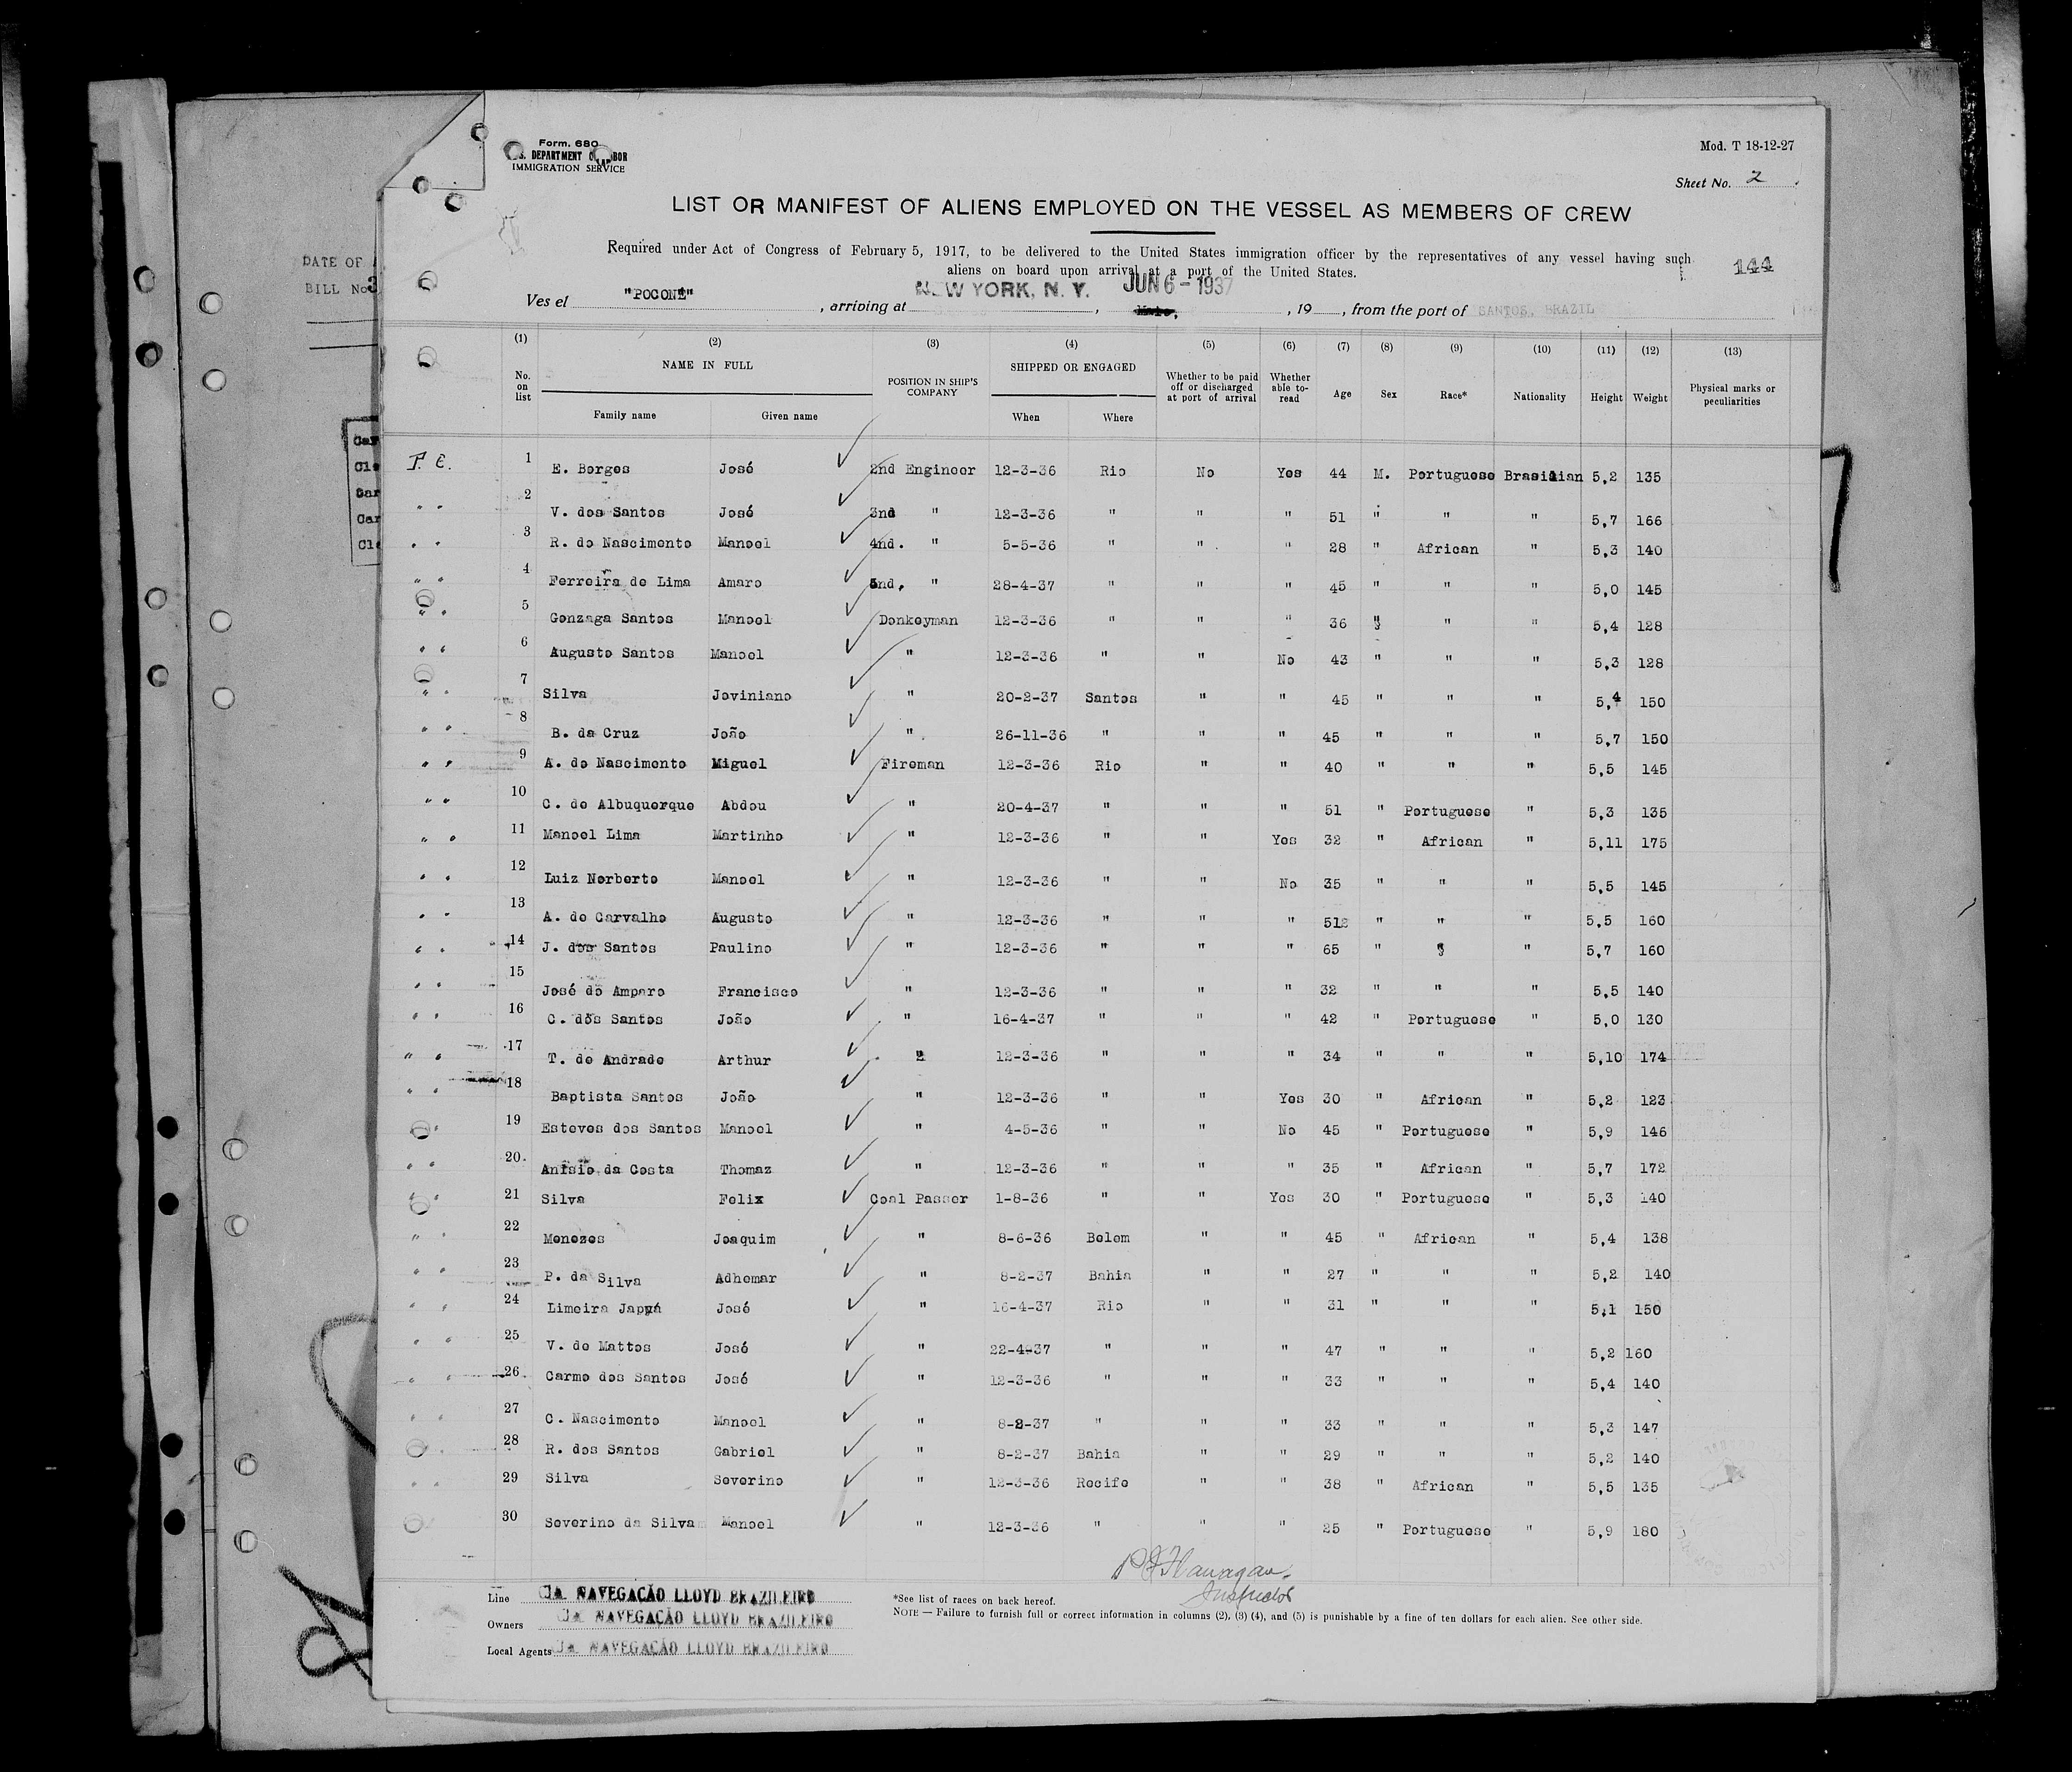 Form. 680
U.S. DEPARTMENT OF LABOR
IMMIGRATION SERVICE
Mod. T 18-12-27
Sheet No. 2
LIST OR MANIFEST OF ALIENS EMPLOYED ON THE VESSEL AS MEMBERS OF CREW
Required under Act of Congress of February 5, 1917, to be delivered to the United States immigration officer by the representatives of any vessel having such
aliens on board upon arrival at a port of the United States.
144
DATE OF
BILL No
Ves el "POCONÉ", arriving at NEW YORK, N. Y. JUN 6 - 1937, 19, from the port of SANTOS, BRAZIL
(1) (2) (3) (4) (5) (6) (7) (8) (9) (10) (11) (12) (13)
No. on list NAME IN FULL Family name Given name POSITION IN SHIP'S COMPANY SHIPPED OR ENGAGED When Where Whether to be paid off or discharged at port of arrival Whether able to- read Age Sex Race* Nationality Height Weight Physical marks or peculiarities
P. E. 1 E. Borges José 2nd Engineer 12-3-36 Rio No Yes 44 M. Portuguese Brasilian 5,2 135
" " 2 V. dos Santos José 3nd " 12-3-36 " " " 51 " " " 5,7 166
" " 3 R. do Nascimento Manoel 4nd. " 5-5-36 " " " 28 " African " 5,3 140
" " 4 Ferreira de Lima Amaro 5nd. " 28-4-37 " " " 45 " " " 5,0 145
" " 5 Gonzaga Santos Manoel Donkeyman 12-3-36 " " " 36 " " " 5,4 128
" " 6 Augusto Santos Manoel " 12-3-36 " " No 43 " " " 5,3 128
" " 7 Silva Joviniano " 20-2-37 Santos " " 45 " " " 5,4 150
" " 8 B. da Cruz João " 26-11-36 " " " 45 " " " 5,7 150
" " 9 A. do Nascimento Miguel Fireman 12-3-36 Rio " " 40 " " " 5,5 145
" " 10 C. de Albuquerque Abdou " 20-4-37 " " " 51 " Portuguese " 5,3 135
" " 11 Manoel Lima Martinho " 12-3-36 " " Yes 32 " African " 5,11 175
" " 12 Luiz Norberto Manoel " 12-3-36 " " No 35 " " " 5,5 145
" " 13 A. de Carvalho Augusto " 12-3-36 " " " 51 " " " 5,5 160
" " 14 J. dos Santos Paulino " 12-3-36 " " " 65 " " " 5,7 160
" " 15 José do Amparo Francisco " 12-3-36 " " " 32 " " " 5,5 140
" " 16 C. dos Santos João " 16-4-37 " " " 42 " Portuguese " 5,0 130
" " 17 T. de Andrade Arthur " 12-3-36 " " " 34 " " " 5,10 174
" " 18 Baptista Santos João " 12-3-36 " " Yes 30 " African " 5,2 123
" 19 Esteves dos Santos Manoel " 4-5-36 " " No 45 " Portuguese " 5,9 146
" " 20. Anisio da Costa Thomaz " 12-3-36 " " " 35 " African " 5,7 172
" " 21 Silva Felix Coal Passer 1-8-36 " " Yes 30 " Portuguese " 5,3 140
" " 22 Menezes Joaquim " 8-6-36 Belem " " 45 " African " 5,4 138
" " 23 P. da Silva Adhemar " 8-2-37 Bahia " " 27 " " " 5,2 140
" " 24 Limeira Jappá José " 16-4-37 Rio " " 31 " " " 5,1 150
" " 25 V. de Mattos José " 22-4-37 " " " 47 " " " 5,2 160
" " 26 Carmo dos Santos José " 12-3-36 " " " 33 " " " 5,4 140
" " 27 C. Nascimento Manoel " 8-2-37 " " " 33 " " " 5,3 147
" 28 R. dos Santos Gabriel " 8-2-37 Bahia " " 29 " " " 5,2 140
" " 29 Silva Severino " 12-3-36 Recife " " 38 " African " 5,5 135
30 Severino da Silva Manoel " 12-3-36 " " " 25 " Portuguese " 5,9 180
P J Flanagan.
Inspector
Line Cia. NAVEGACÃO LLOYD BRAZILEIRO
Owners Cia. NAVEGACÃO LLOYD BRAZILEIRO
Local Agents Cia. NAVEGACÃO LLOYD BRAZILEIRO
*See list of races on back hereof.
NOTE — Failure to furnish full or correct information in columns (2), (3) (4), and (5) is punishable by a fine of ten dollars for each alien. See other side.